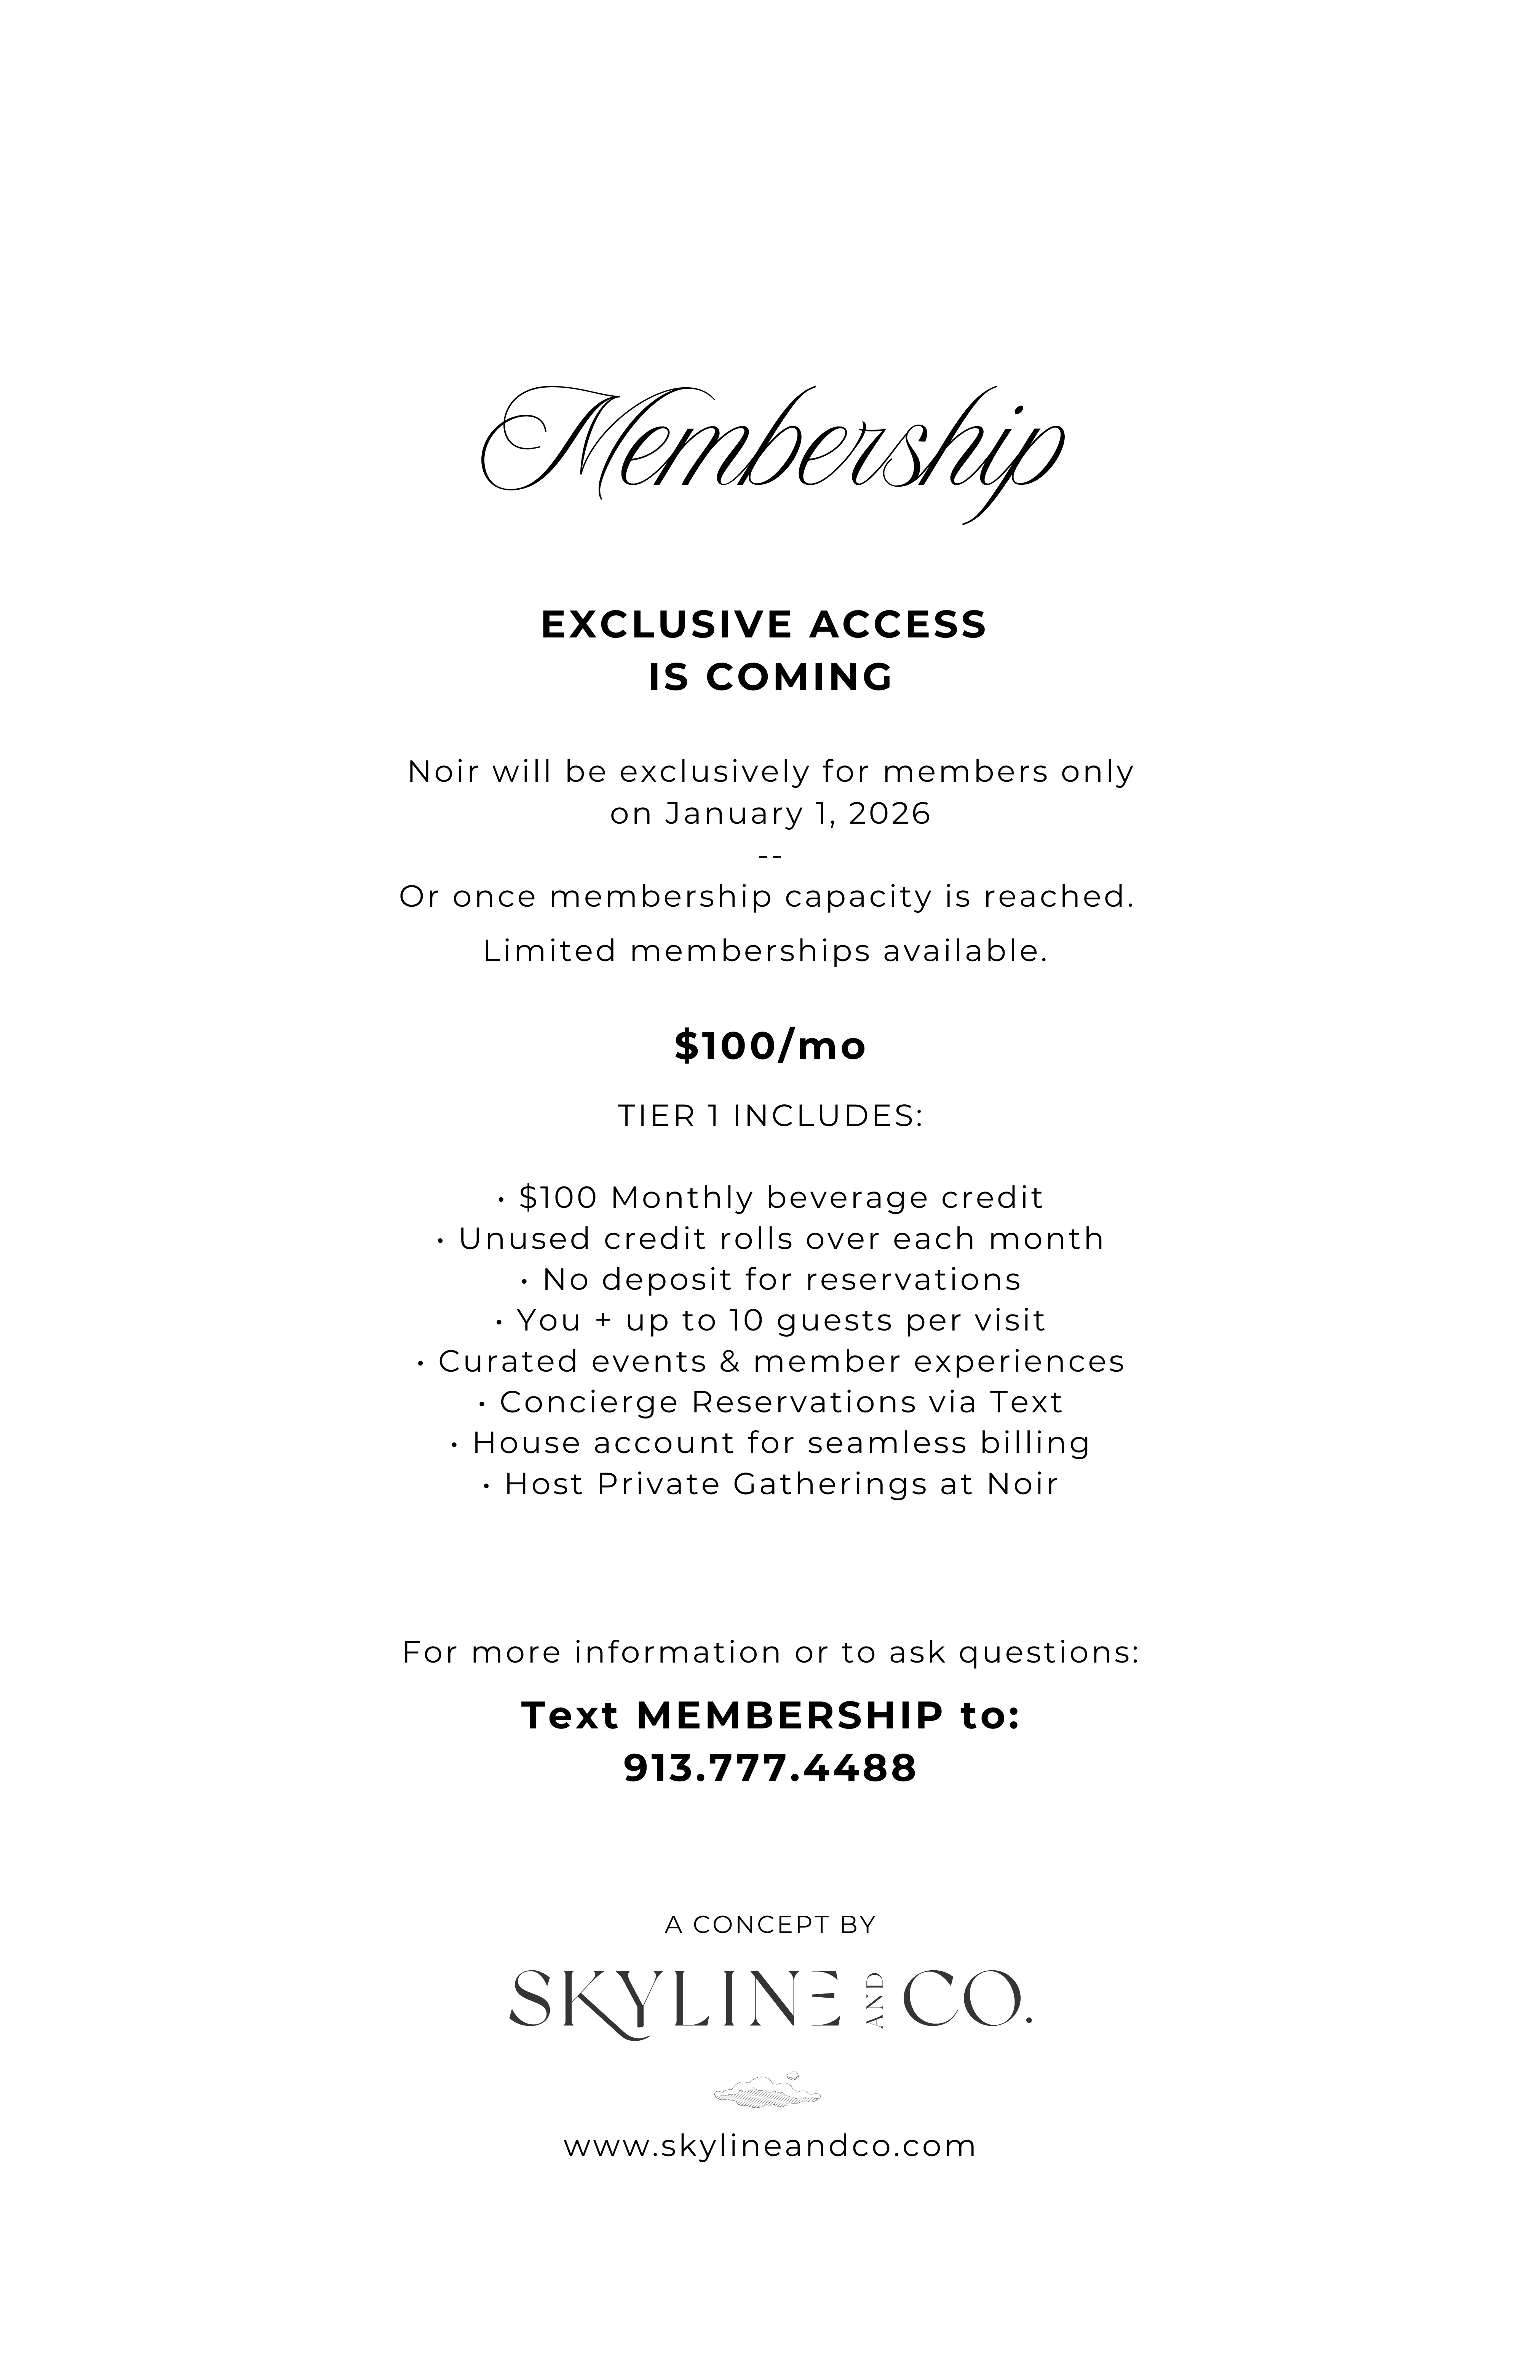 Membership
EXCLUSIVE ACCESS
IS COMING
Noir will be exclusively for members only
on January 1, 2026
--
Or once membership capacity is reached.
Limited memberships available.
$100/mo
TIER 1 INCLUDES:
• $100 Monthly beverage credit
• Unused credit rolls over each month
• No deposit for reservations
• You + up to 10 guests per visit
• Curated events & member experiences
• Concierge Reservations via Text
• House account for seamless billing
• Host Private Gatherings at Noir
For more information or to ask questions:
Text MEMBERSHIP to:
913.777.4488
A CONCEPT BY
SKYLINE AND CO.
www.skylineandco.com